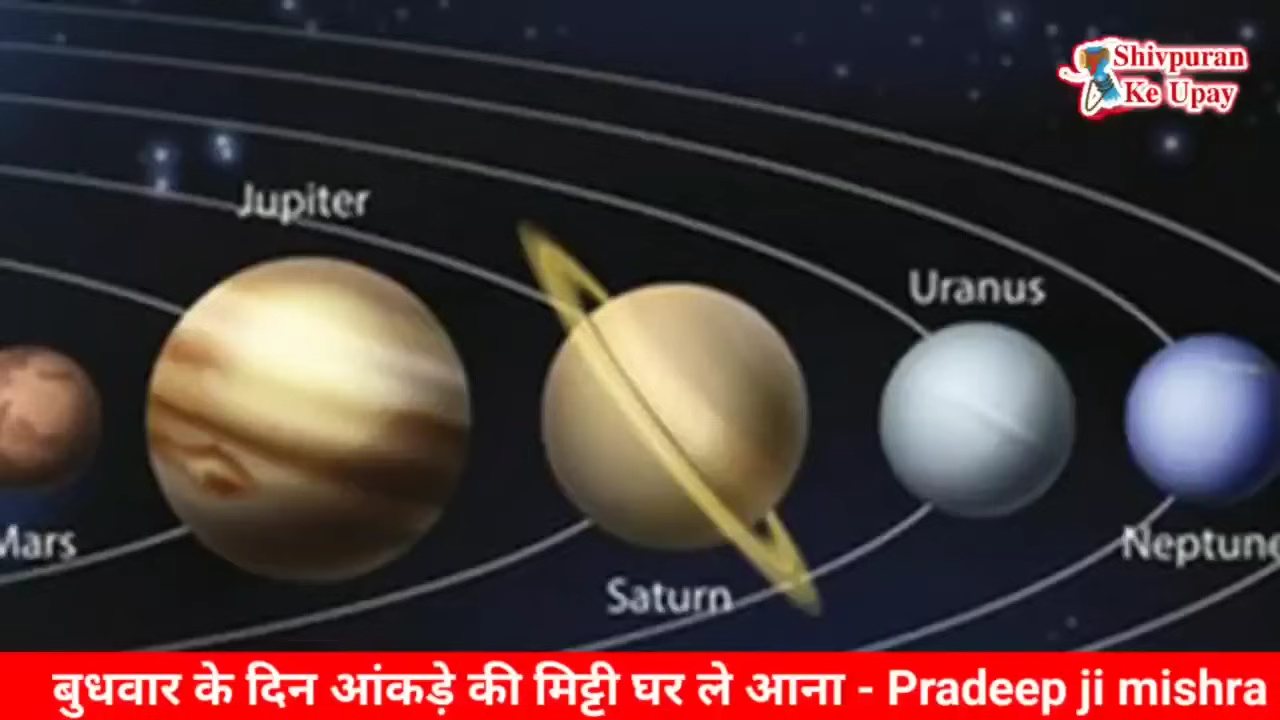 Shivpuran
Ke Upay
Jupiter
Uranus
Mars
Neptune
Saturn
बुधवार के दिन आंकड़े की मिट्टी घर ले आना - Pradeep ji mishra